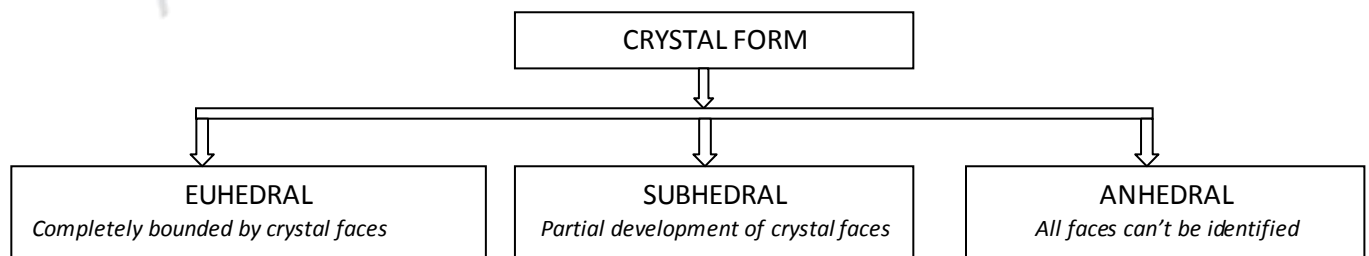 CRYSTAL FORM
EUHEDRAL
Completely bounded by crystal faces
SUBHEDRAL
Partial development of crystal faces
ANHEDRAL
All faces can’t be identified